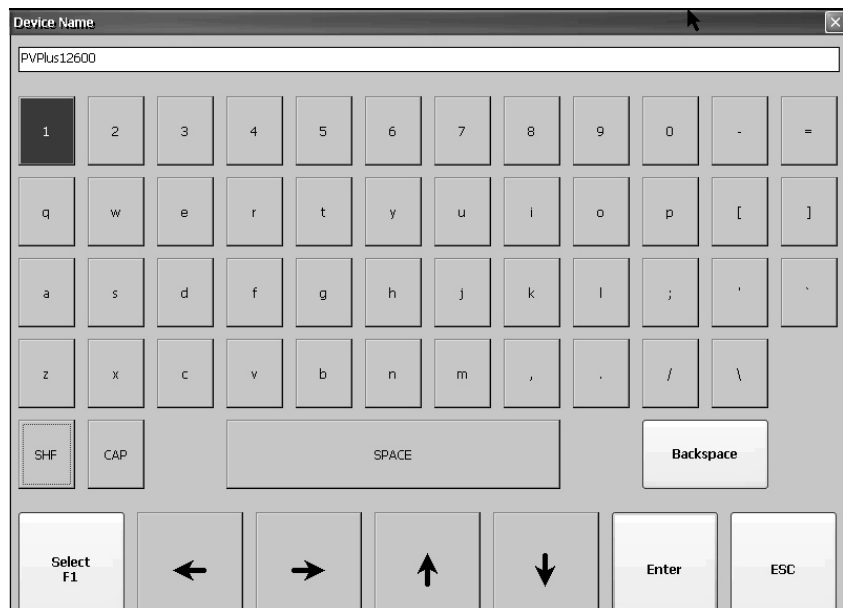 Device Name
PVPlus12600
1 2 3 4 5 6 7 8 9 0 - =
q w e r t y u i o p [ ]
a s d f g h j k l ; ' `
z x c v b n m , . / \
SHF CAP SPACE Backspace
Select
F1 Enter ESC